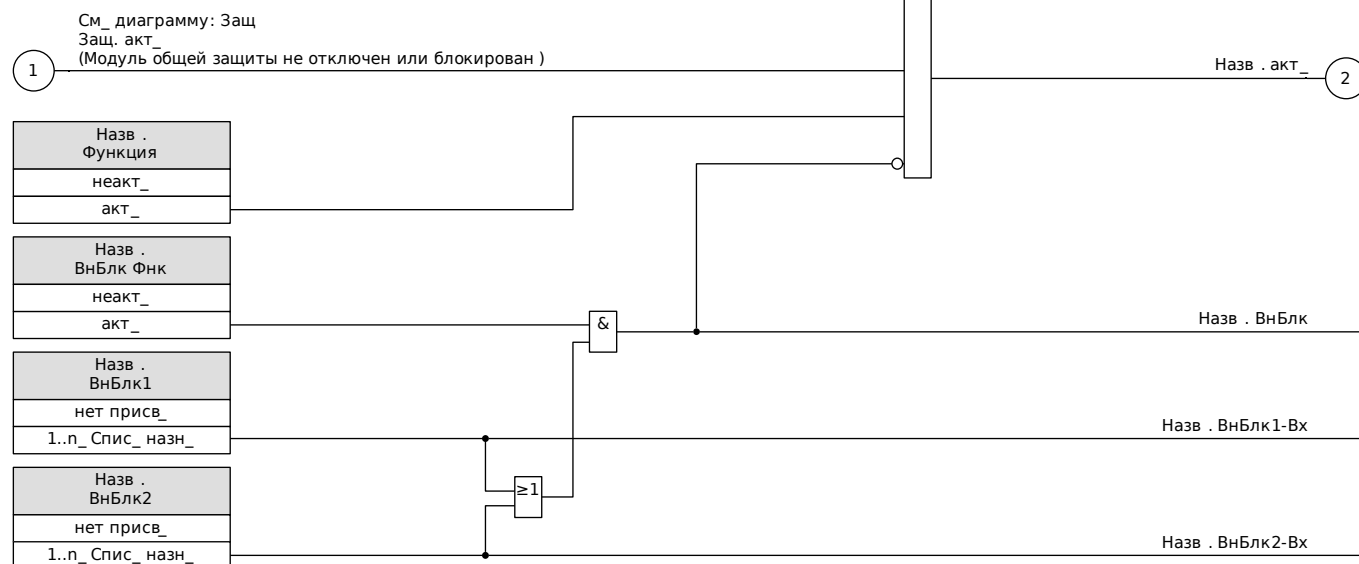 См_ диаграмму: Защ
Защ. акт_
(Модуль общей защиты не отключен или блокирован )
1
Назв . акт_
2
Назв .
Функция
неакт_
акт_
Назв .
ВнБлк Фнк
неакт_
акт_
&
Назв . ВнБлк
Назв .
ВнБлк1
нет присв_
1..n_ Спис_ назн_
Назв . ВнБлк1-Вх
≥1
Назв .
ВнБлк2
нет присв_
1..n_ Спис_ назн_
Назв . ВнБлк2-Вх